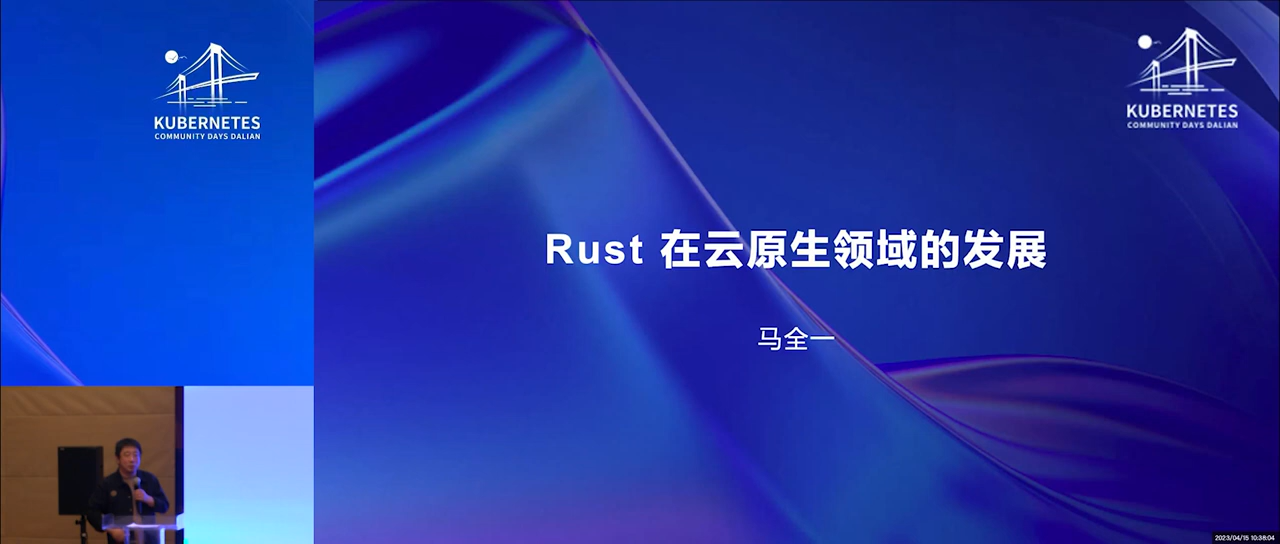 KUBERNETES
COMMUNITY DAYS DALIAN
KUBERNETES
COMMUNITY DAYS DALIAN
Rust 在云原生领域的发展
马全一
2023/04/15 10:38:04